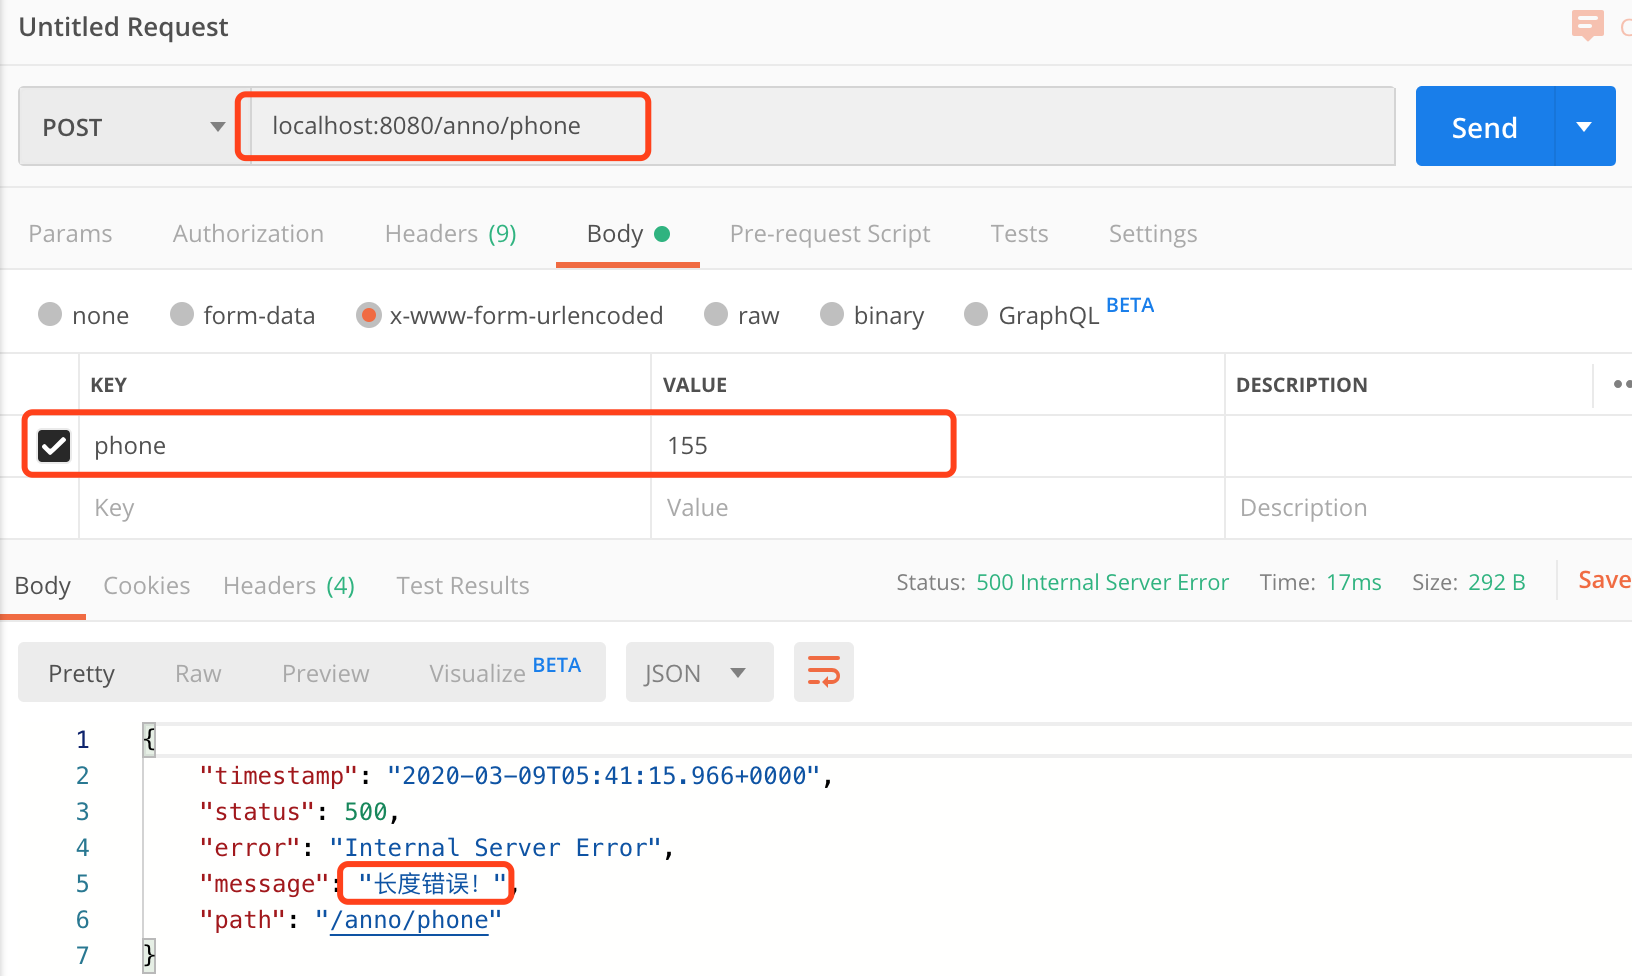 Untitled Request
POST localhost:8080/anno/phone Send
Params Authorization Headers (9) Body Pre-request Script Tests Settings
none form-data x-www-form-urlencoded raw binary GraphQL BETA
KEY VALUE DESCRIPTION
phone 155
Key Value Description
Body Cookies Headers (4) Test Results Status: 500 Internal Server Error Time: 17ms Size: 292 B Save
Pretty Raw Preview Visualize BETA JSON
1 {
2 "timestamp": "2020-03-09T05:41:15.966+0000",
3 "status": 500,
4 "error": "Internal Server Error",
5 "message": "长度错误！",
6 "path": "/anno/phone"
7 }